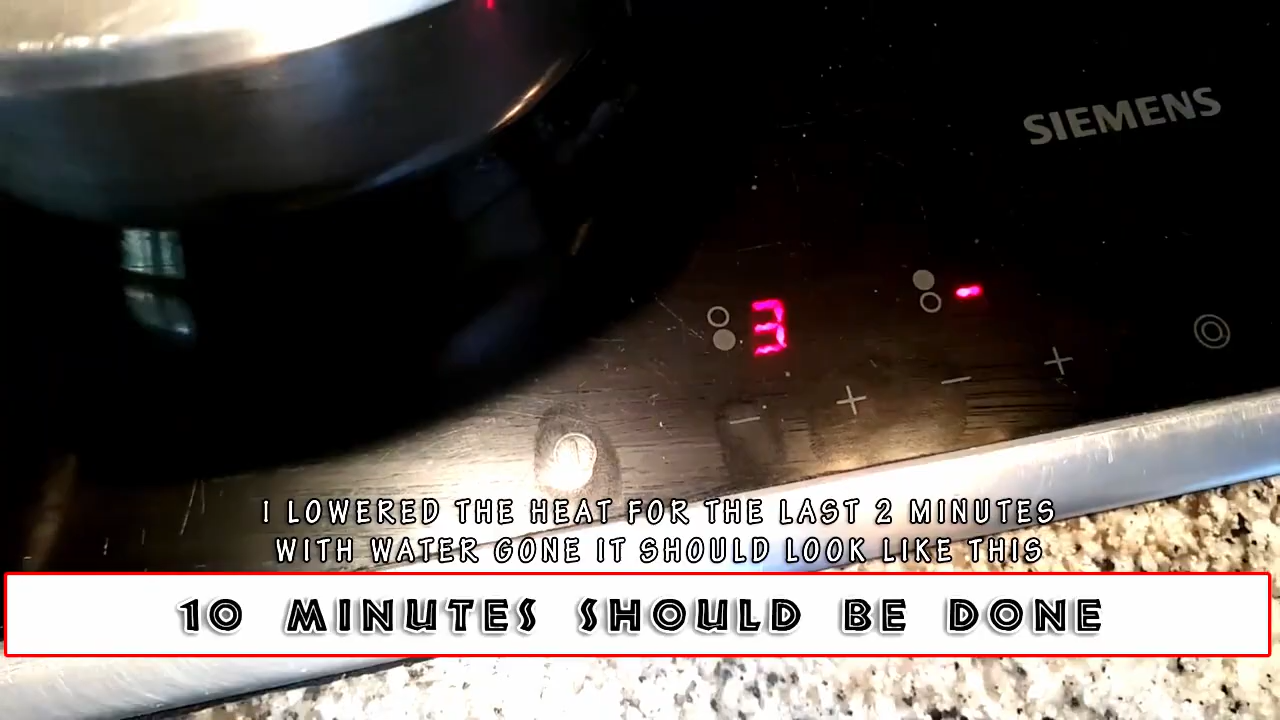 SIEMENS
3
-
I LOWERED THE HEAT FOR THE LAST 2 MINUTES
WITH WATER GONE IT SHOULD LOOK LIKE THIS
10 MINUTES SHOULD BE DONE